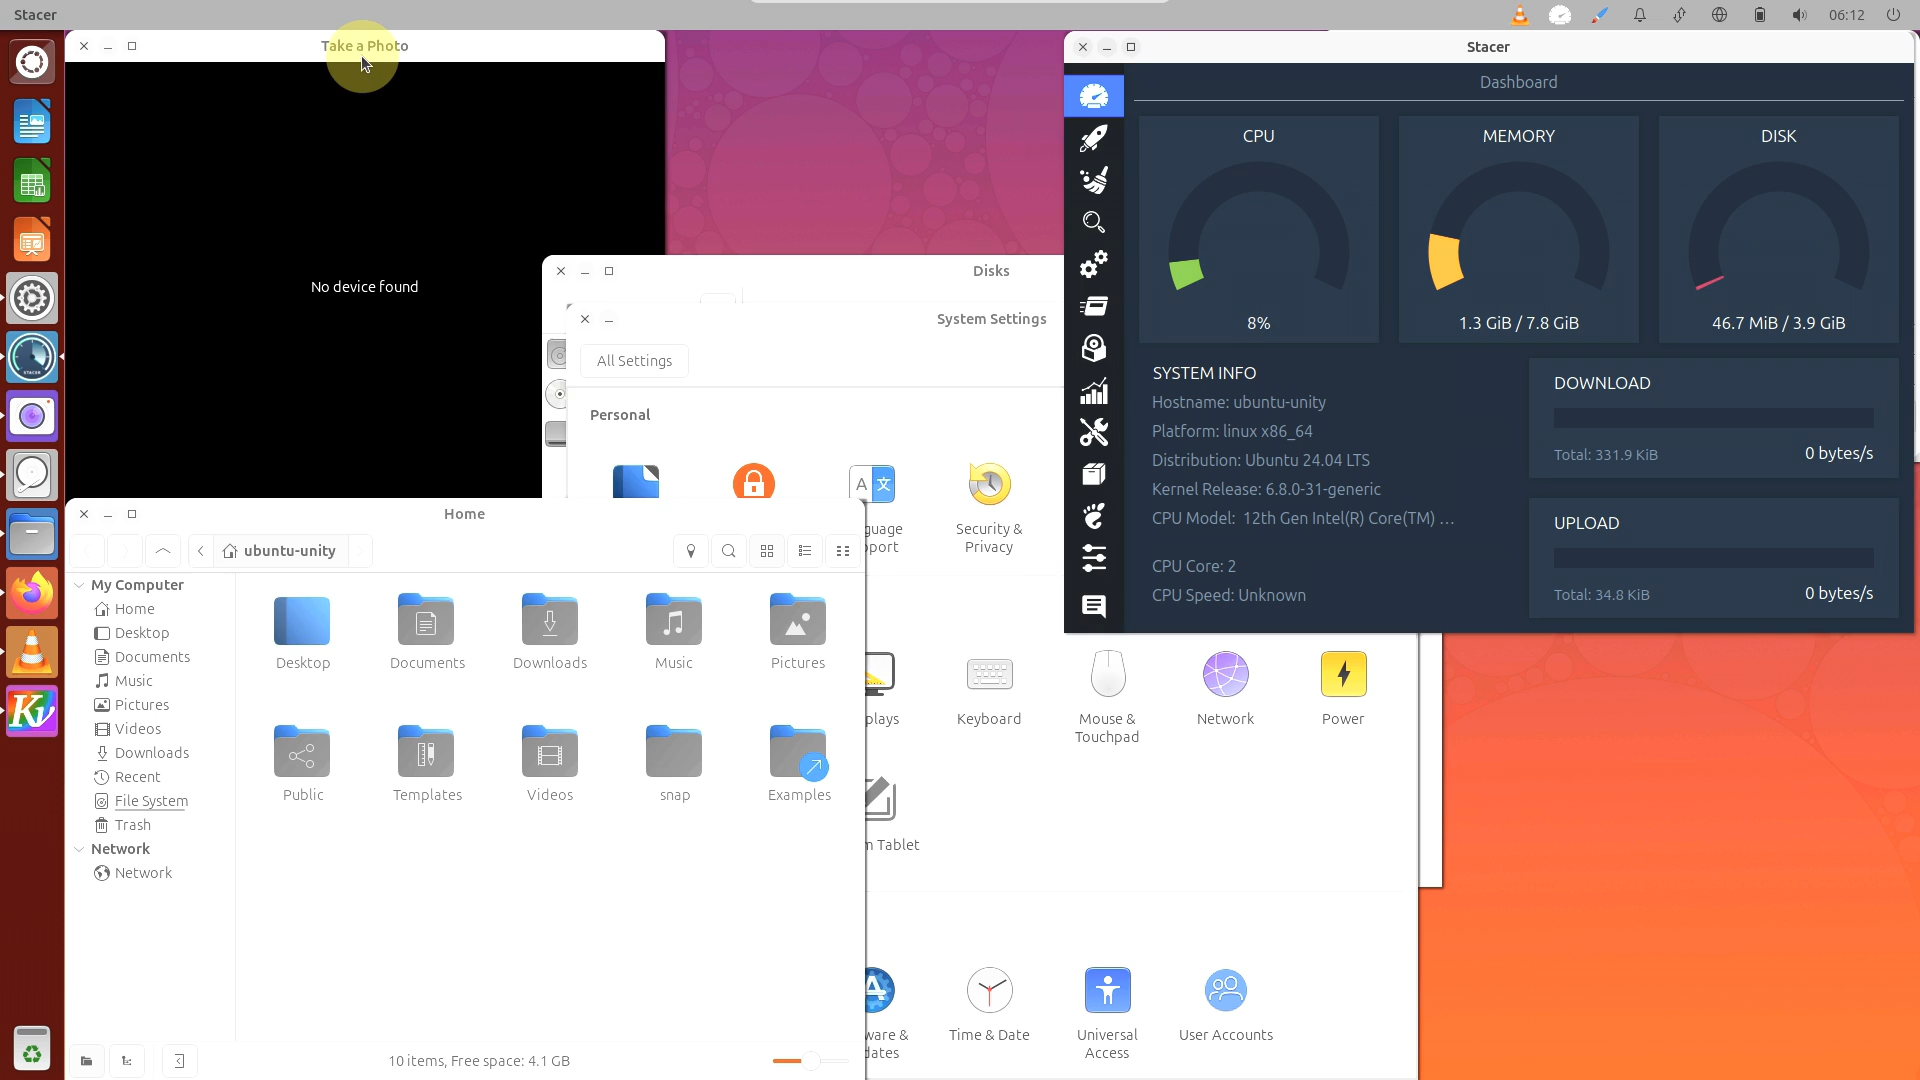 Stacer
06:12
Take a Photo
No device found
Disks
System Settings
All Settings
Personal
Security &
Privacy
Keyboard
Mouse &
Touchpad
Network
Power
Tablet
Time & Date
Universal
Access
User Accounts
Home
ubuntu-unity
My Computer
Home
Desktop
Documents
Music
Pictures
Videos
Downloads
Recent
File System
Trash
Network
Network
Desktop
Documents
Downloads
Music
Pictures
Public
Templates
Videos
snap
Examples
10 items, Free space: 4.1 GB
Stacer
Dashboard
CPU
8%
MEMORY
1.3 GiB / 7.8 GiB
DISK
46.7 MiB / 3.9 GiB
SYSTEM INFO
Hostname: ubuntu-unity
Platform: linux x86_64
Distribution: Ubuntu 24.04 LTS
Kernel Release: 6.8.0-31-generic
CPU Model: 12th Gen Intel(R) Core(TM) ...
CPU Core: 2
CPU Speed: Unknown
DOWNLOAD
Total: 331.9 KiB
0 bytes/s
UPLOAD
Total: 34.8 KiB
0 bytes/s